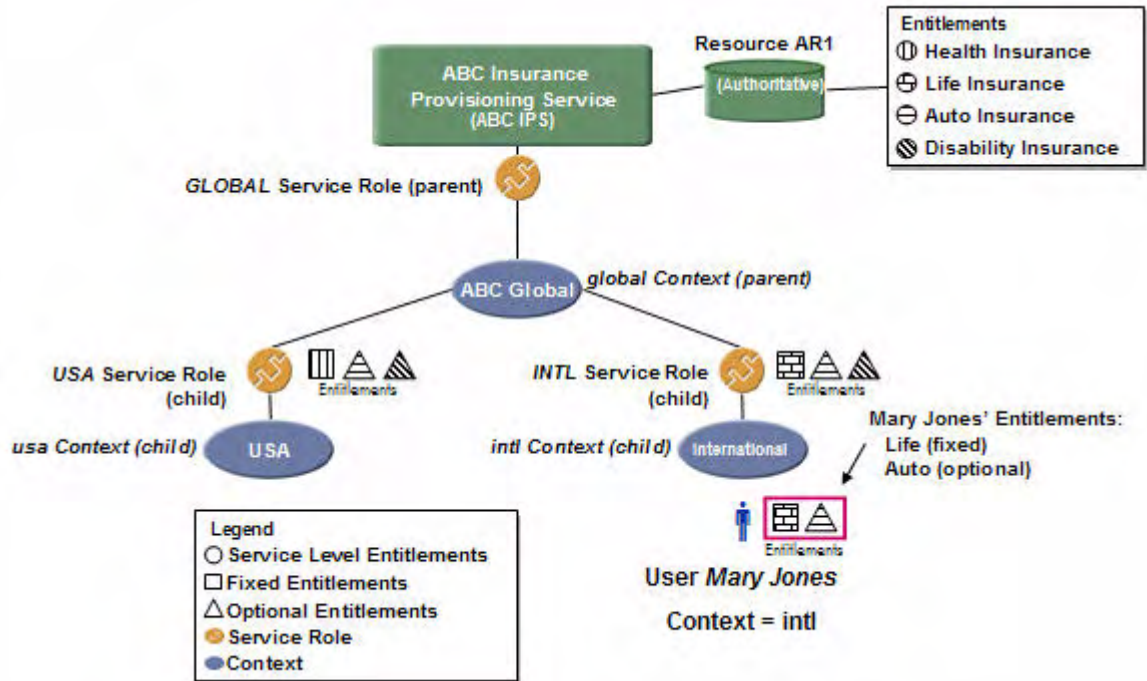 ABC Insurance
Provisioning Service
(ABC IPS)
Resource AR1
(Authoritative)
Entitlements
Health Insurance
Life Insurance
Auto Insurance
Disability Insurance
GLOBAL Service Role (parent)
ABC Global
global Context (parent)
USA Service Role
(child)
Entitlements
INTL Service Role
(child)
Entitlements
usa Context (child)
USA
intl Context (child)
International
Mary Jones' Entitlements:
Life (fixed)
Auto (optional)
Legend
Service Level Entitlements
Fixed Entitlements
Optional Entitlements
Service Role
Context
Entitlements
User Mary Jones
Context = intl